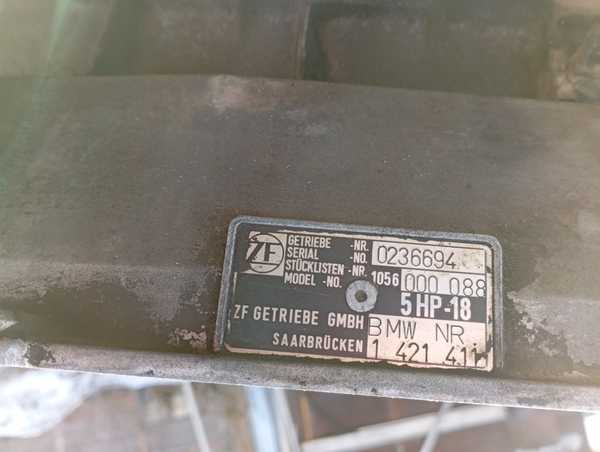 ZF GETRIEBE -NR. 0236694
SERIAL -NO.
STÜCKLISTEN -NR. 1056 000 088
MODEL -NO.
5 HP-18
ZF GETRIEBE GMBH BMW NR
SAARBRÜCKEN 1 421 411